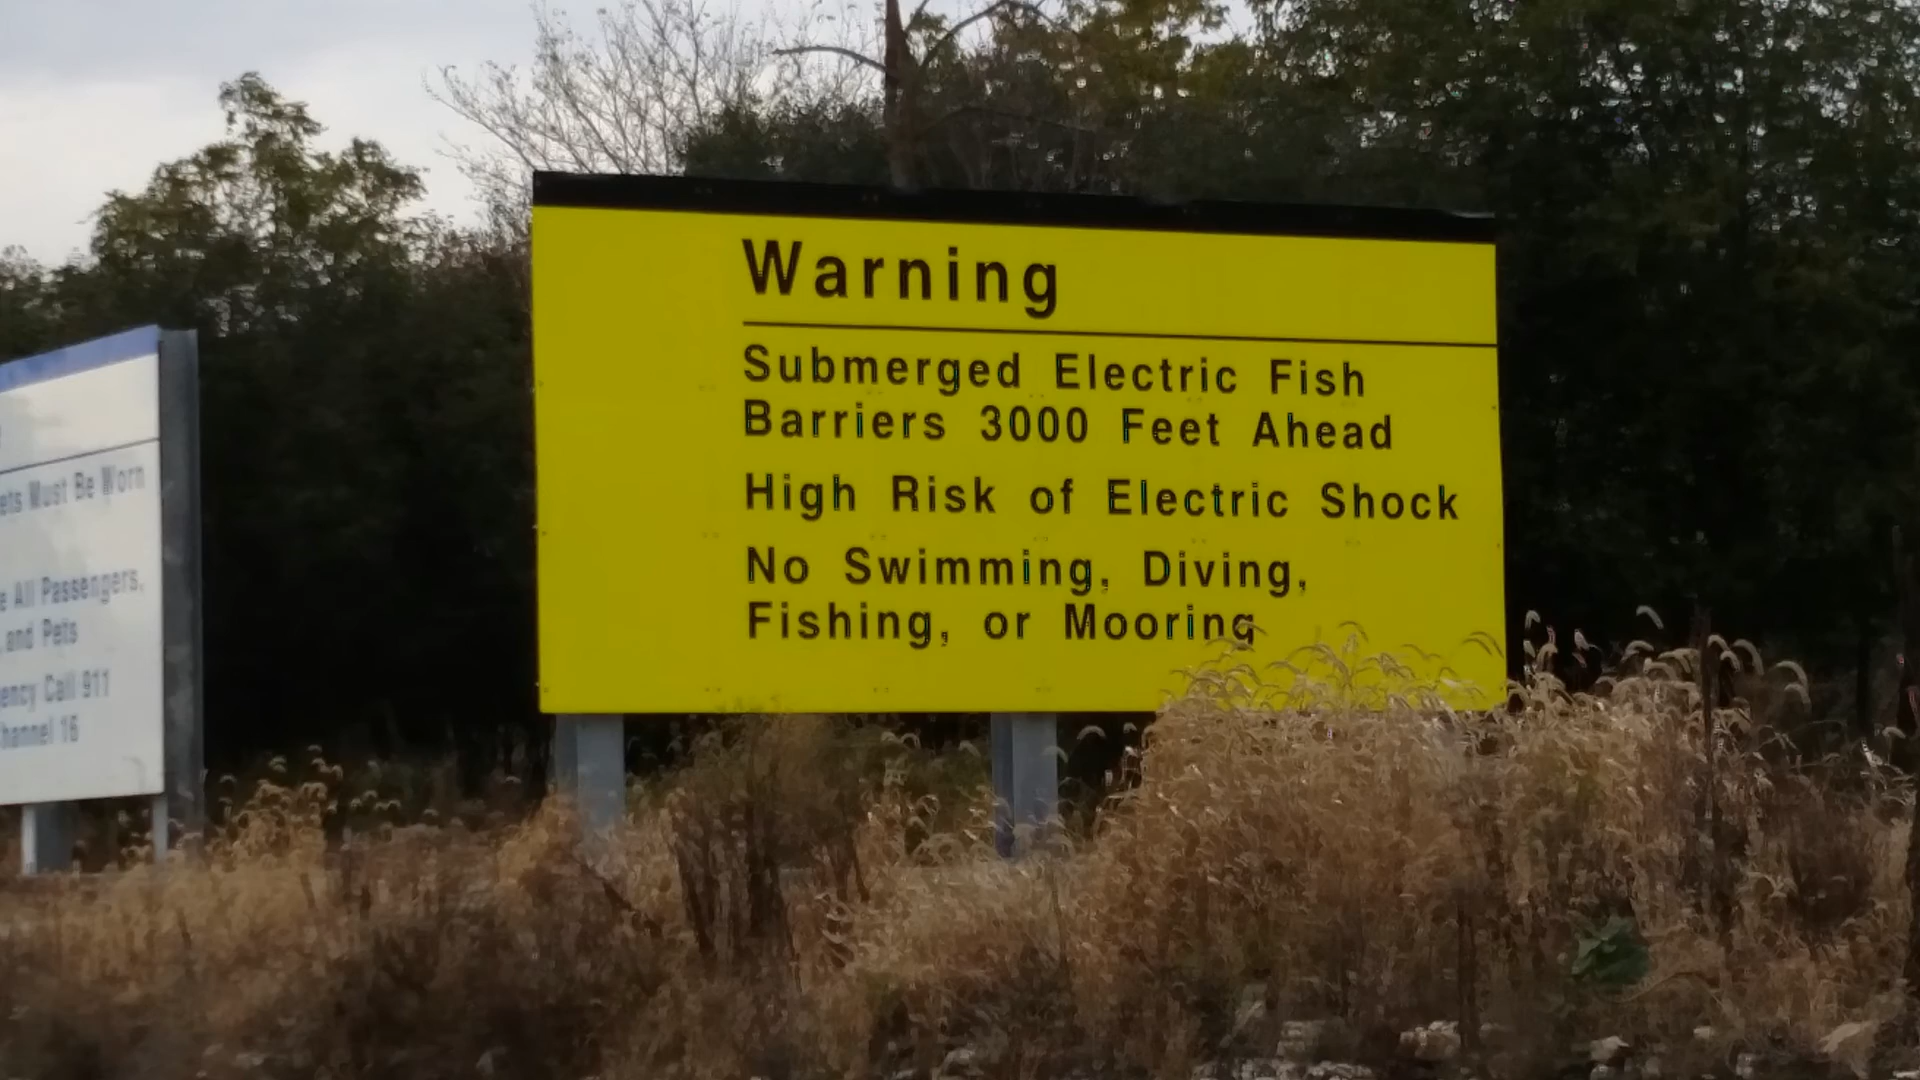 Must Be Worn
All Passengers,
and Pets
Call 911
16
Warning
Submerged Electric Fish
Barriers 3000 Feet Ahead
High Risk of Electric Shock
No Swimming, Diving,
Fishing, or Mooring